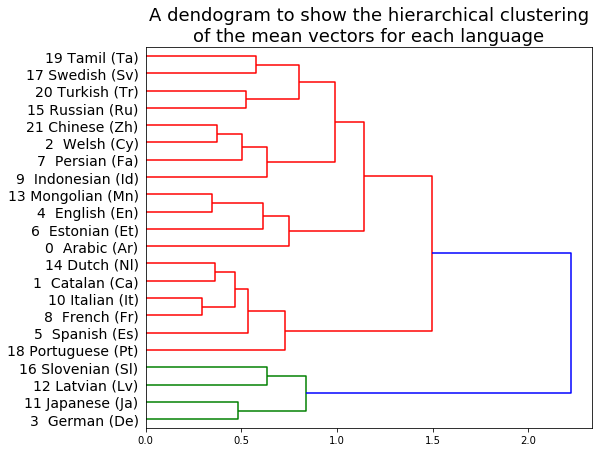 A dendogram to show the hierarchical clustering
of the mean vectors for each language
19 Tamil (Ta)
17 Swedish (Sv)
20 Turkish (Tr)
15 Russian (Ru)
21 Chinese (Zh)
2 Welsh (Cy)
7 Persian (Fa)
9 Indonesian (Id)
13 Mongolian (Mn)
4 English (En)
6 Estonian (Et)
0 Arabic (Ar)
14 Dutch (Nl)
1 Catalan (Ca)
10 Italian (It)
8 French (Fr)
5 Spanish (Es)
18 Portuguese (Pt)
16 Slovenian (Sl)
12 Latvian (Lv)
11 Japanese (Ja)
3 German (De)
0.0 0.5 1.0 1.5 2.0